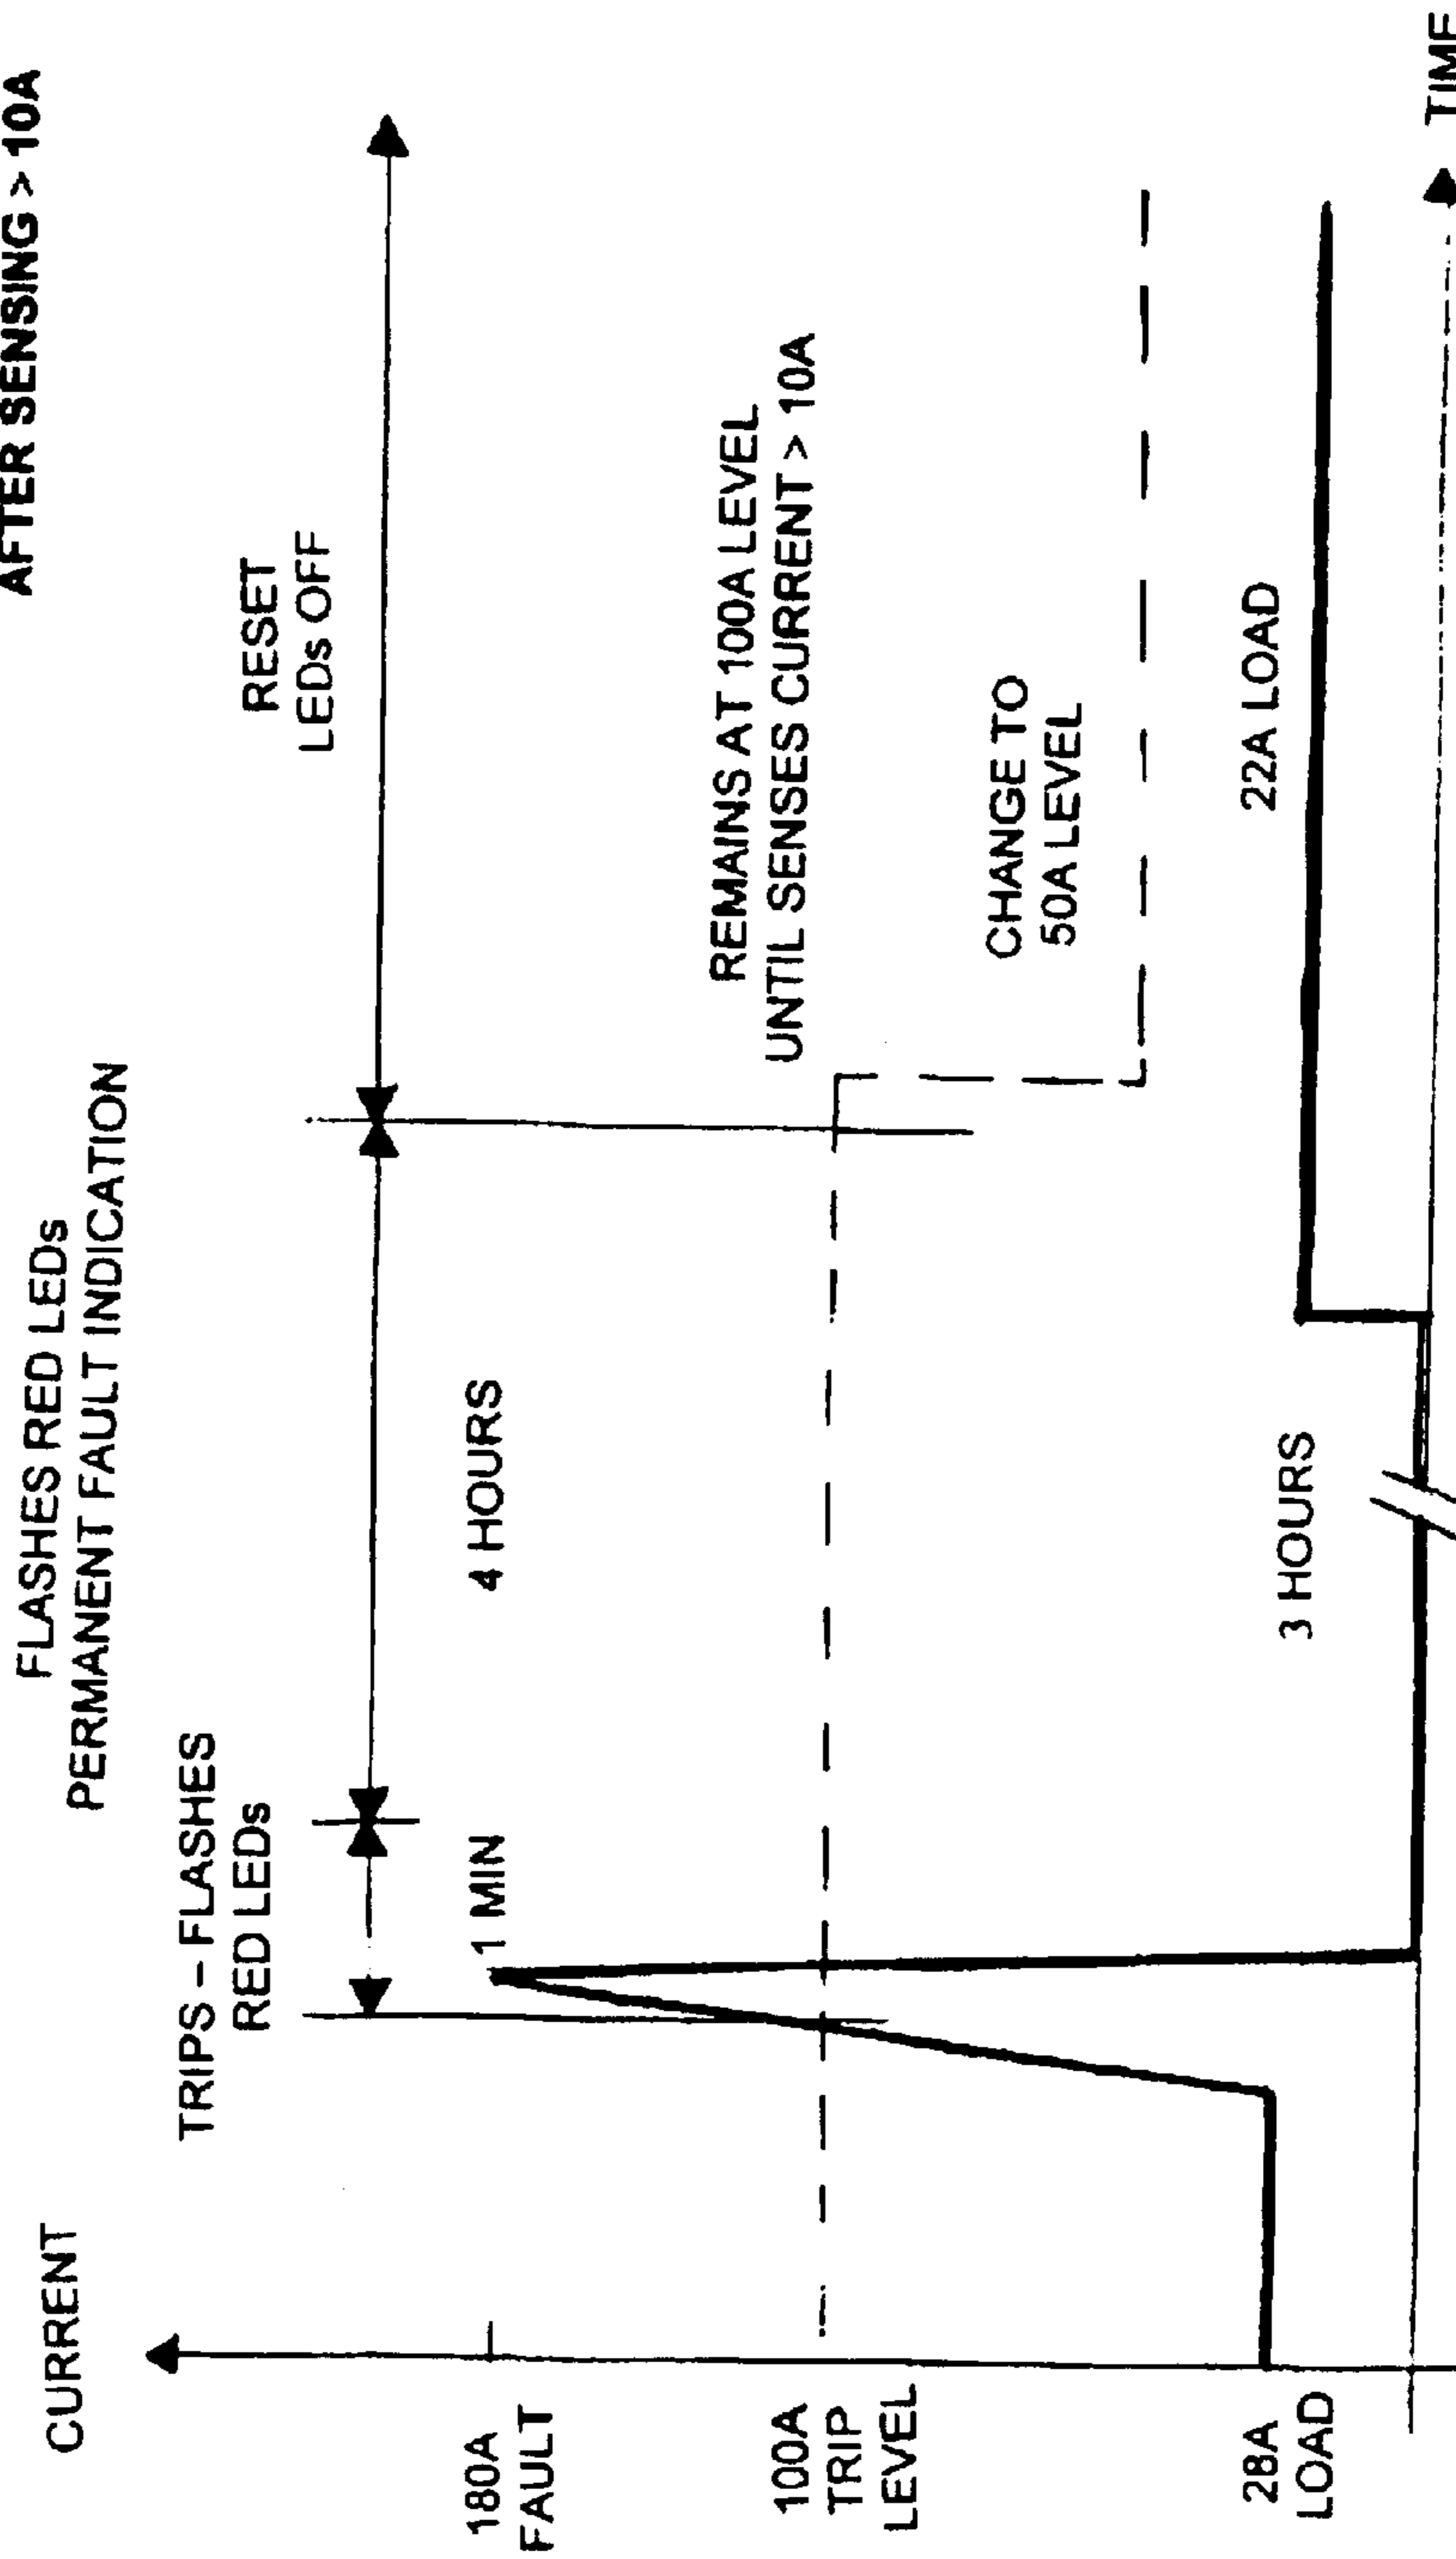 AFTER SENSING > 10A
FLASHES RED LEDs
PERMANENT FAULT INDICATION
CURRENT
TRIPS – FLASHES
RED LEDs
RESET
LEDs OFF
180A
FAULT
1 MIN
4 HOURS
REMAINS AT 100A LEVEL
UNTIL SENSES CURRENT > 10A
100A
TRIP
LEVEL
CHANGE TO
50A LEVEL
28A
LOAD
3 HOURS
22A LOAD
TIME